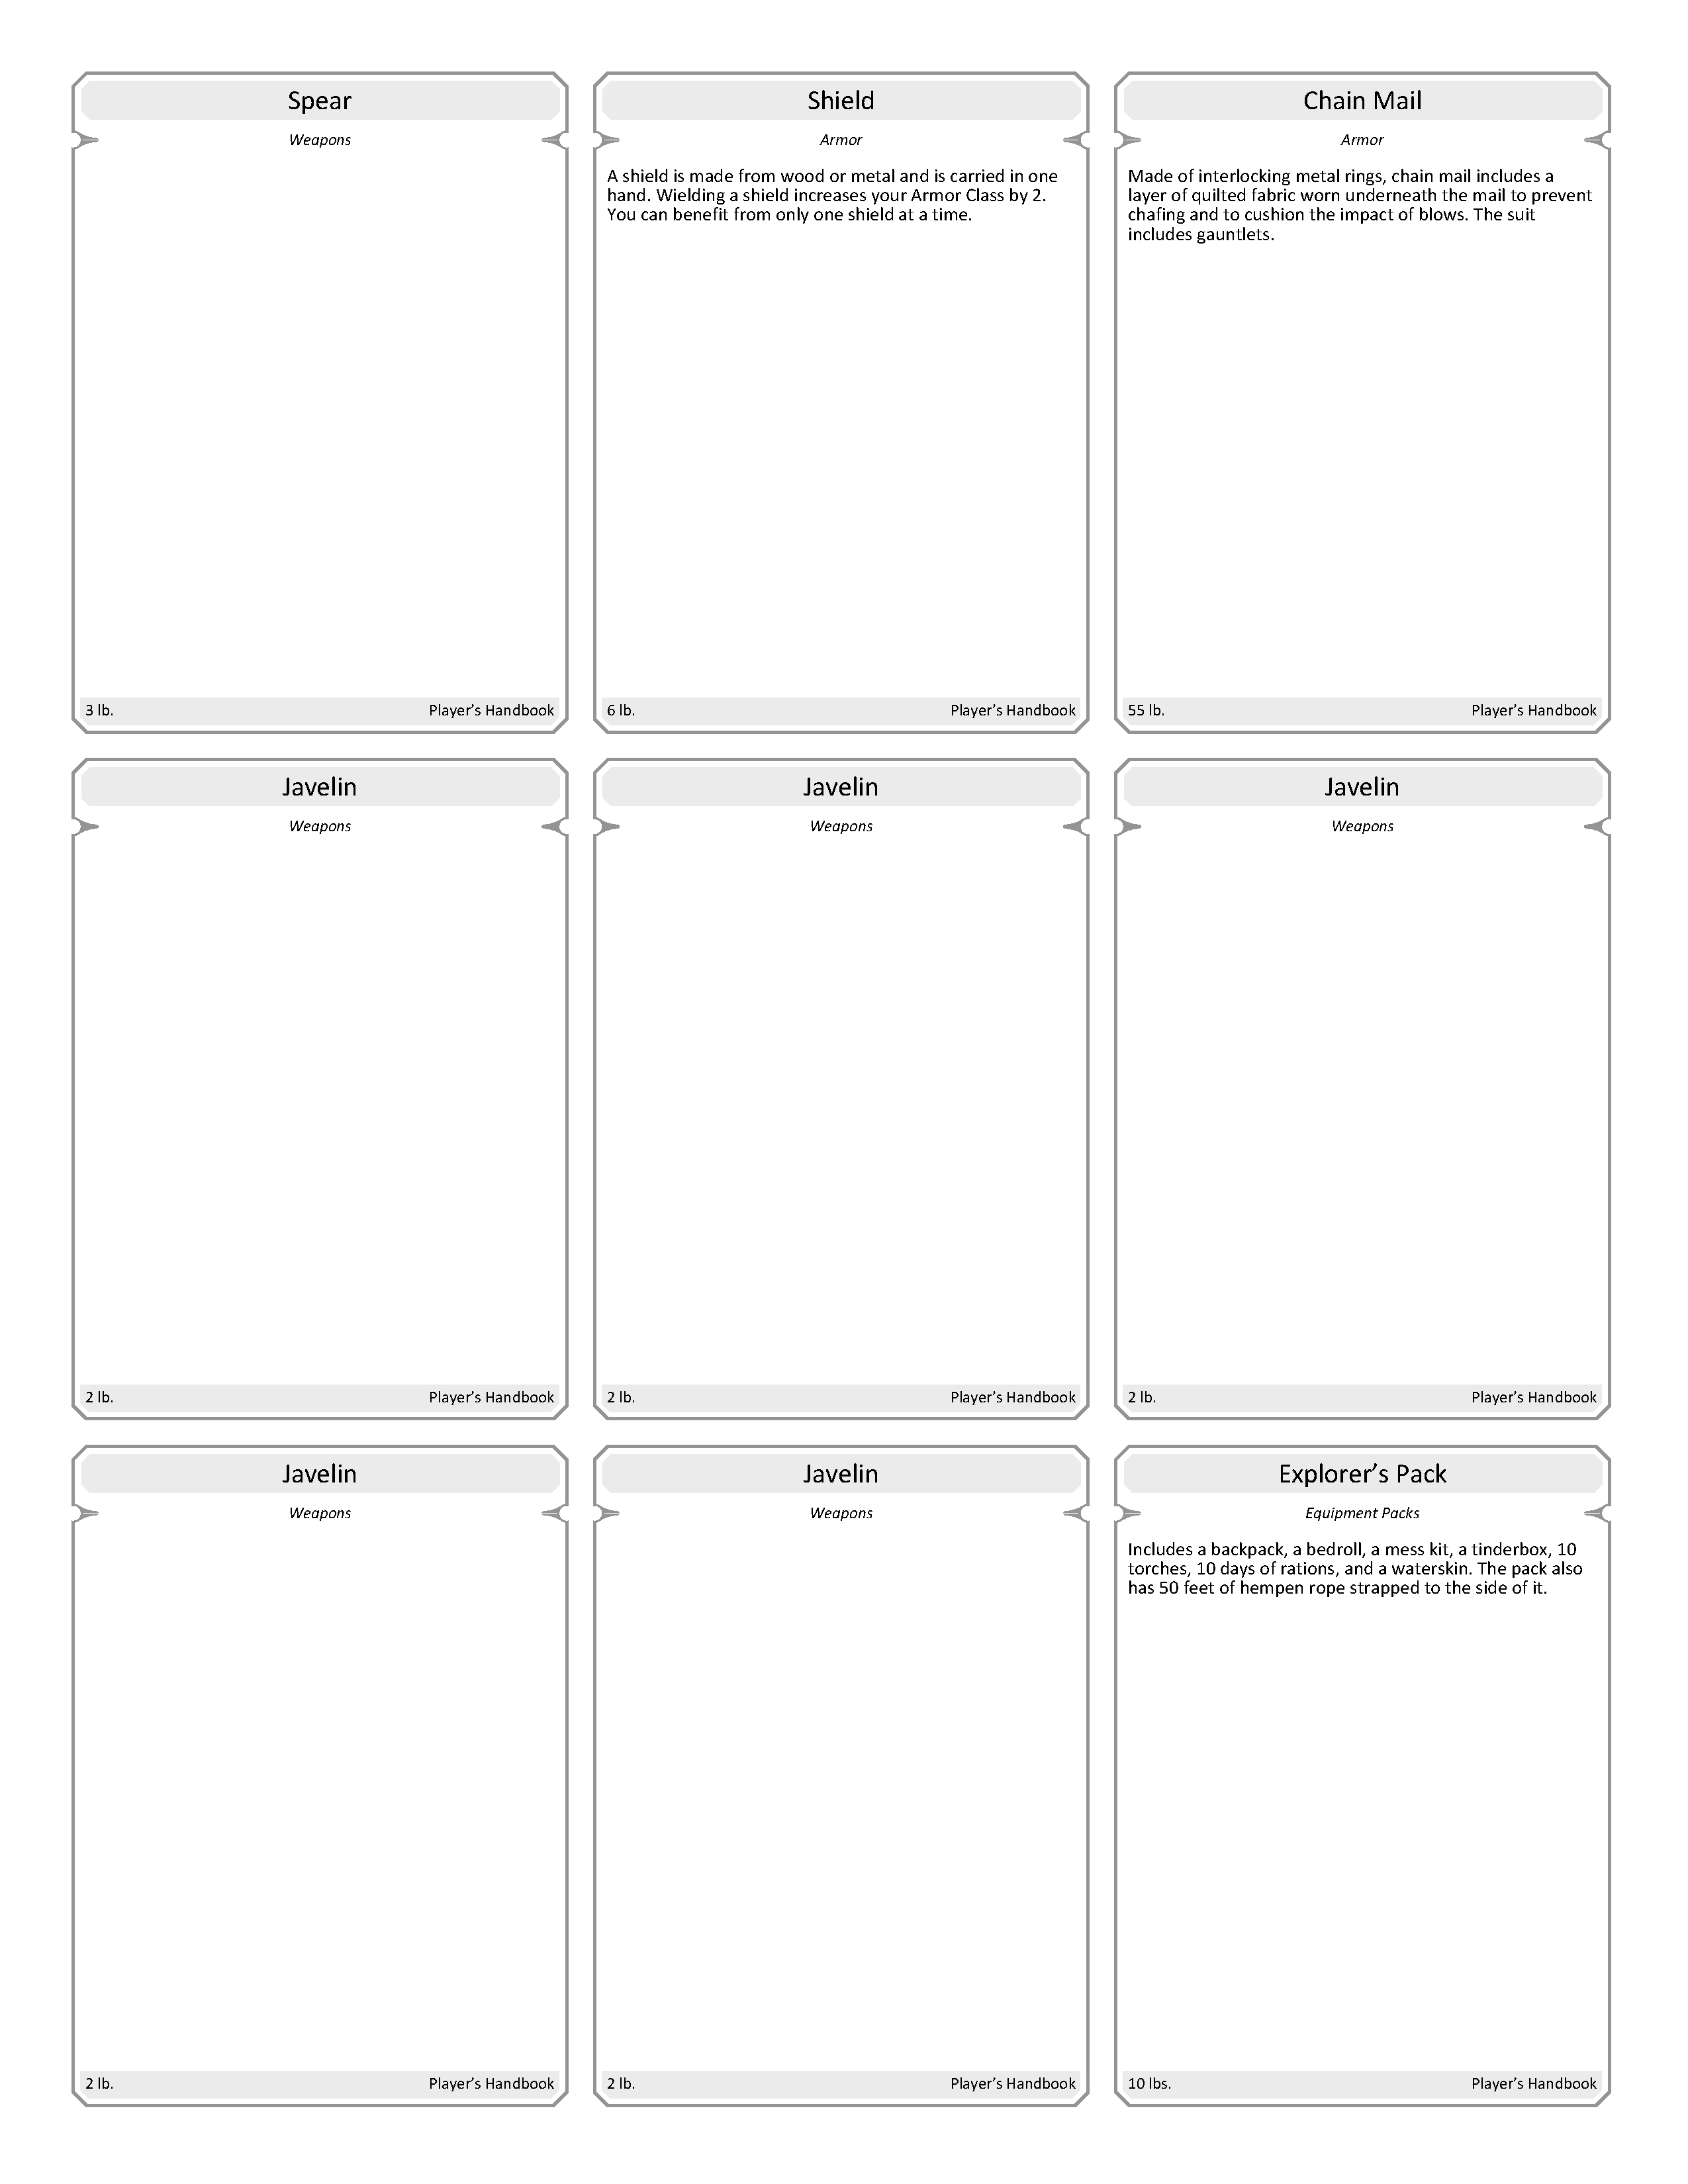 Spear
Weapons
3 lb. Player’s Handbook
Shield
Armor
A shield is made from wood or metal and is carried in one
hand. Wielding a shield increases your Armor Class by 2.
You can benefit from only one shield at a time.
6 lb. Player’s Handbook
Chain Mail
Armor
Made of interlocking metal rings, chain mail includes a
layer of quilted fabric worn underneath the mail to prevent
chafing and to cushion the impact of blows. The suit
includes gauntlets.
55 lb. Player’s Handbook
Javelin
Weapons
2 lb. Player’s Handbook
Javelin
Weapons
2 lb. Player’s Handbook
Javelin
Weapons
2 lb. Player’s Handbook
Javelin
Weapons
2 lb. Player’s Handbook
Javelin
Weapons
2 lb. Player’s Handbook
Explorer’s Pack
Equipment Packs
Includes a backpack, a bedroll, a mess kit, a tinderbox, 10
torches, 10 days of rations, and a waterskin. The pack also
has 50 feet of hempen rope strapped to the side of it.
10 lbs. Player’s Handbook